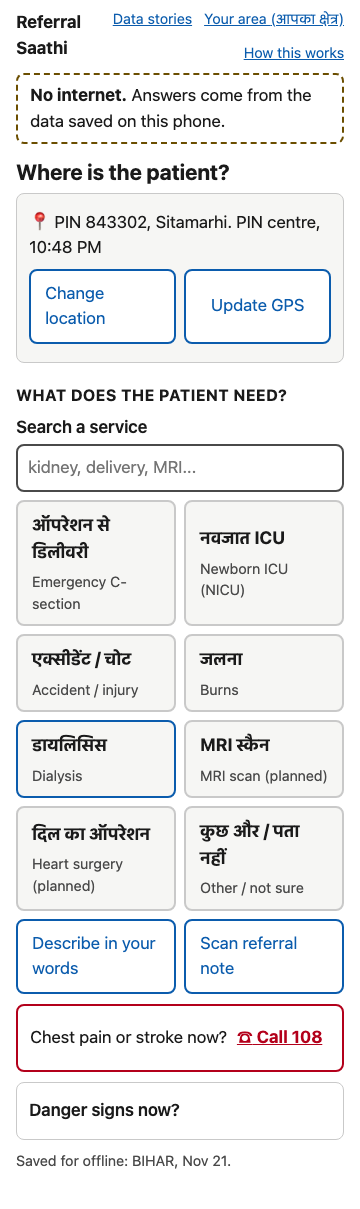 Referral Saathi
Data stories
Your area (आपका क्षेत्र)
How this works
No internet. Answers come from the
data saved on this phone.
Where is the patient?
📍 PIN 843302, Sitamarhi. PIN centre,
10:48 PM
Change location
Update GPS
WHAT DOES THE PATIENT NEED?
Search a service
kidney, delivery, MRI...
ऑपरेशन से डिलीवरी
Emergency C-section
नवजात ICU
Newborn ICU (NICU)
एक्सीडेंट / चोट
Accident / injury
जलना
Burns
डायलिसिस
Dialysis
MRI स्कैन
MRI scan (planned)
दिल का ऑपरेशन
Heart surgery (planned)
कुछ और / पता नहीं
Other / not sure
Describe in your words
Scan referral note
Chest pain or stroke now? ☎ Call 108
Danger signs now?
Saved for offline: BIHAR, Nov 21.